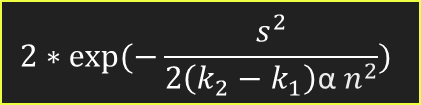 2 * exp(− s² / 2(k₂ − k₁)α n²)